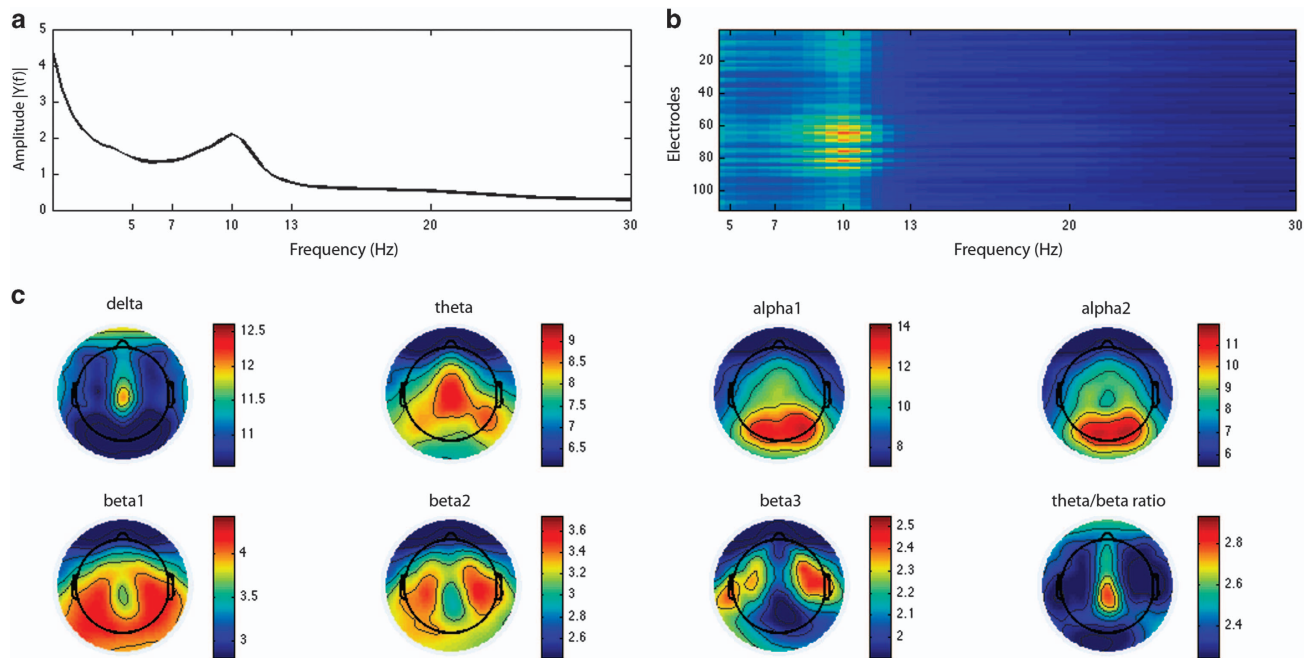 a
5
4
3
2
1
0
Amplitude |Y(f)|
5 7 10 13 20 30
Frequency (Hz)
b
20
40
60
80
100
Electrodes
5 7 10 13 20 30
Frequency (Hz)
c
delta
12.5
12
11.5
11
theta
9
8.5
8
7.5
7
6.5
alpha1
14
12
10
8
alpha2
11
10
9
8
7
6
beta1
4
3.5
3
beta2
3.6
3.4
3.2
3
2.8
2.6
beta3
2.5
2.4
2.3
2.2
2.1
2
theta/beta ratio
2.8
2.6
2.4